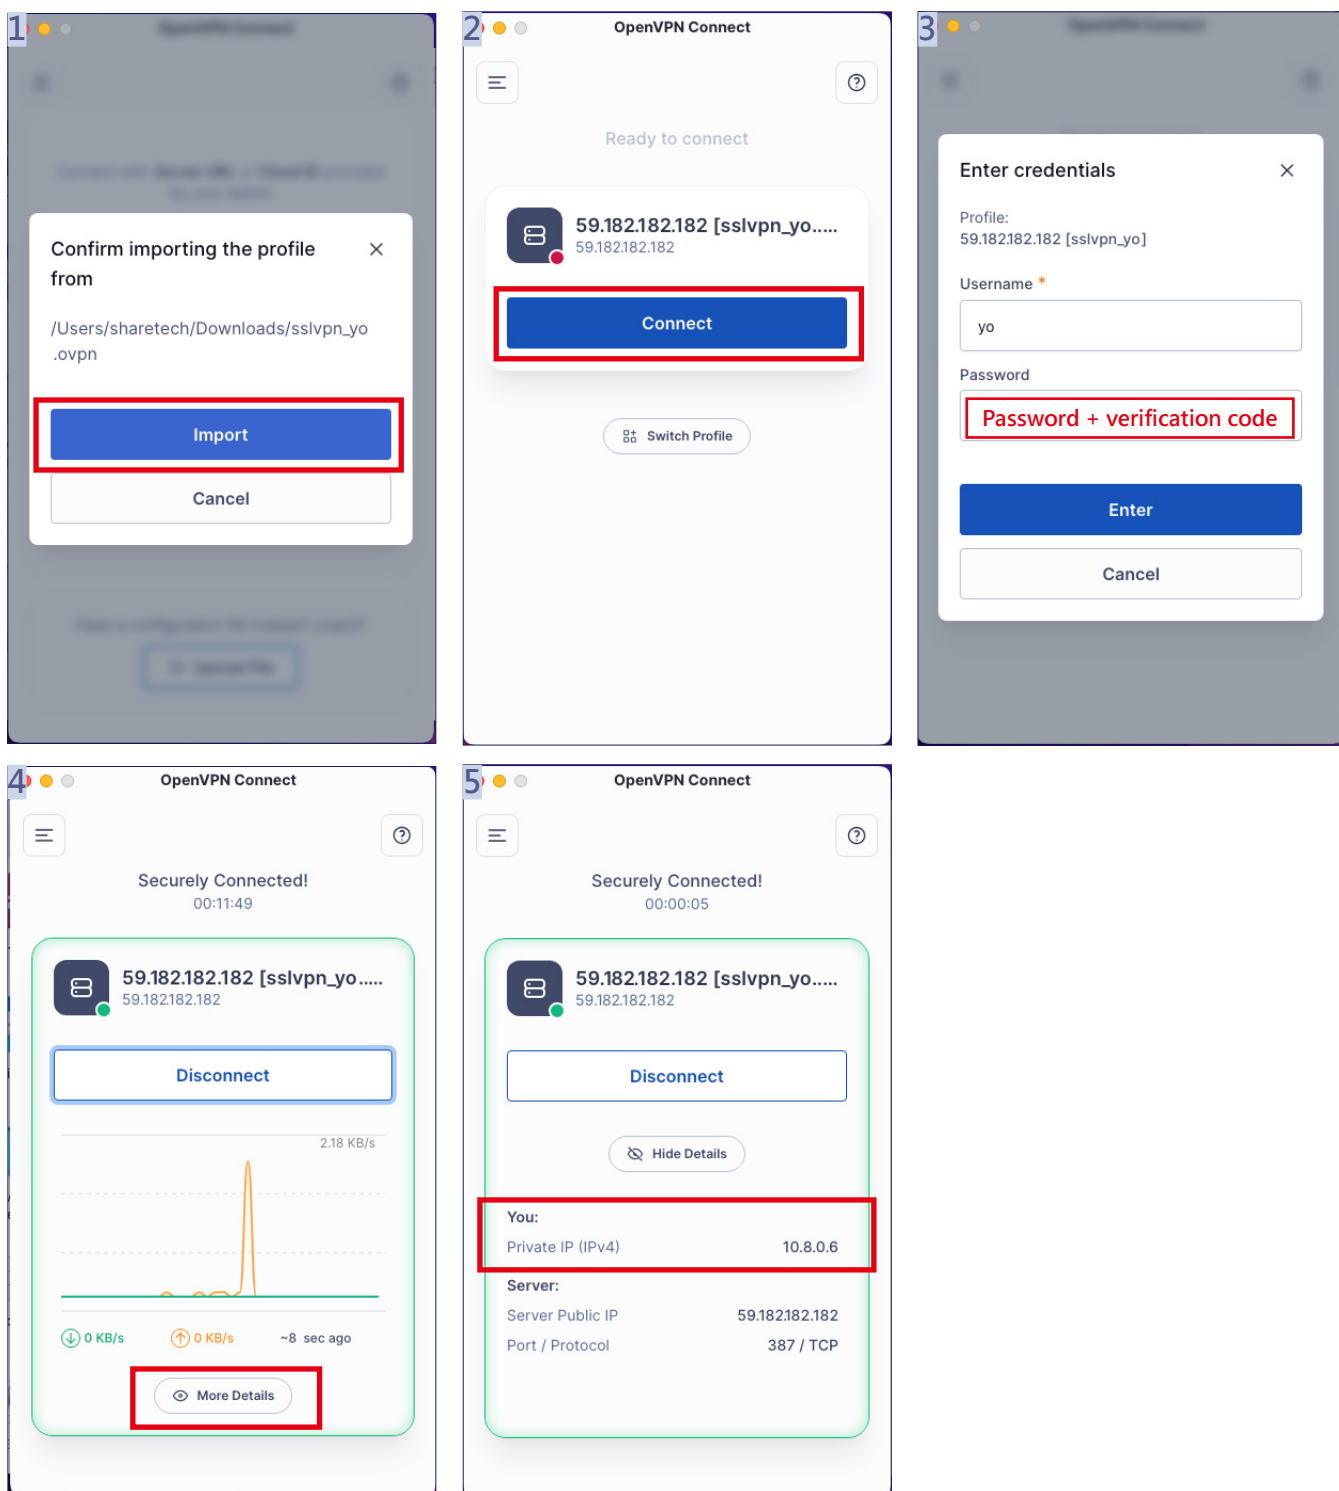 1
Confirm importing the profile
from
/Users/sharetech/Downloads/sslvpn_yo
.ovpn
Import
Cancel
2
OpenVPN Connect
Ready to connect
59.182.182.182 [sslvpn_yo.....
59.182.182.182
Connect
Switch Profile
3
Enter credentials
Profile:
59.182.182.182 [sslvpn_yo]
Username *
yo
Password
Password + verification code
Enter
Cancel
4
OpenVPN Connect
Securely Connected!
00:11:49
59.182.182.182 [sslvpn_yo.....
59.182.182.182
Disconnect
2.18 KB/s
0 KB/s 0 KB/s ~8 sec ago
More Details
5
OpenVPN Connect
Securely Connected!
00:00:05
59.182.182.182 [sslvpn_yo.....
59.182.182.182
Disconnect
Hide Details
You:
Private IP (IPv4) 10.8.0.6
Server:
Server Public IP 59.182.182.182
Port / Protocol 387 / TCP